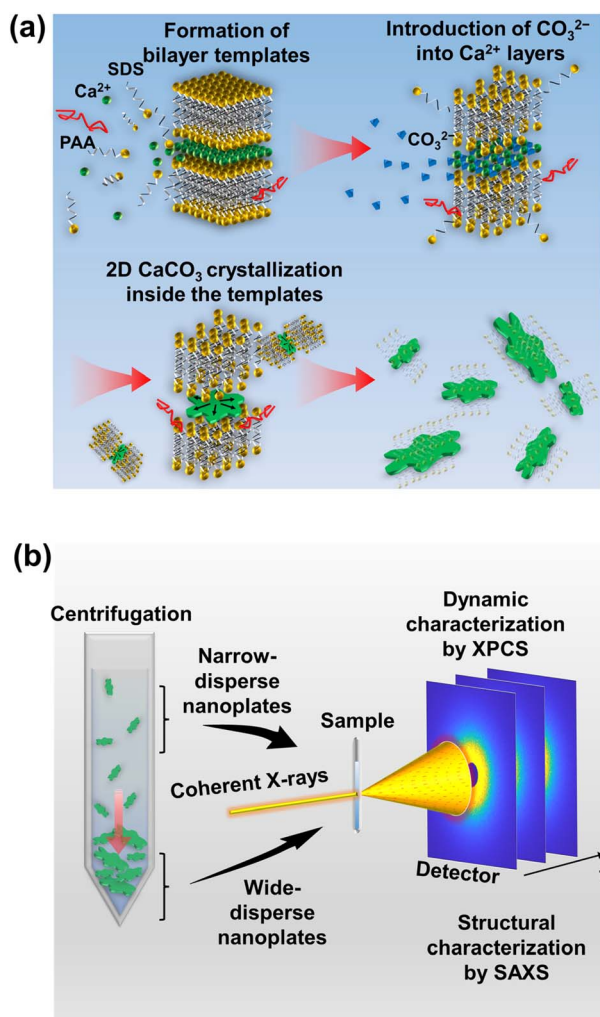 (a)
Formation of
bilayer templates
Introduction of CO₃²⁻
into Ca²⁺ layers
SDS
Ca²⁺
PAA
CO₃²⁻
2D CaCO₃ crystallization
inside the templates
(b)
Centrifugation
Narrow-
disperse
nanoplates
Dynamic
characterization
by XPCS
Sample
Coherent X-rays
Detector
Wide-
disperse
nanoplates
Structural
characterization
by SAXS